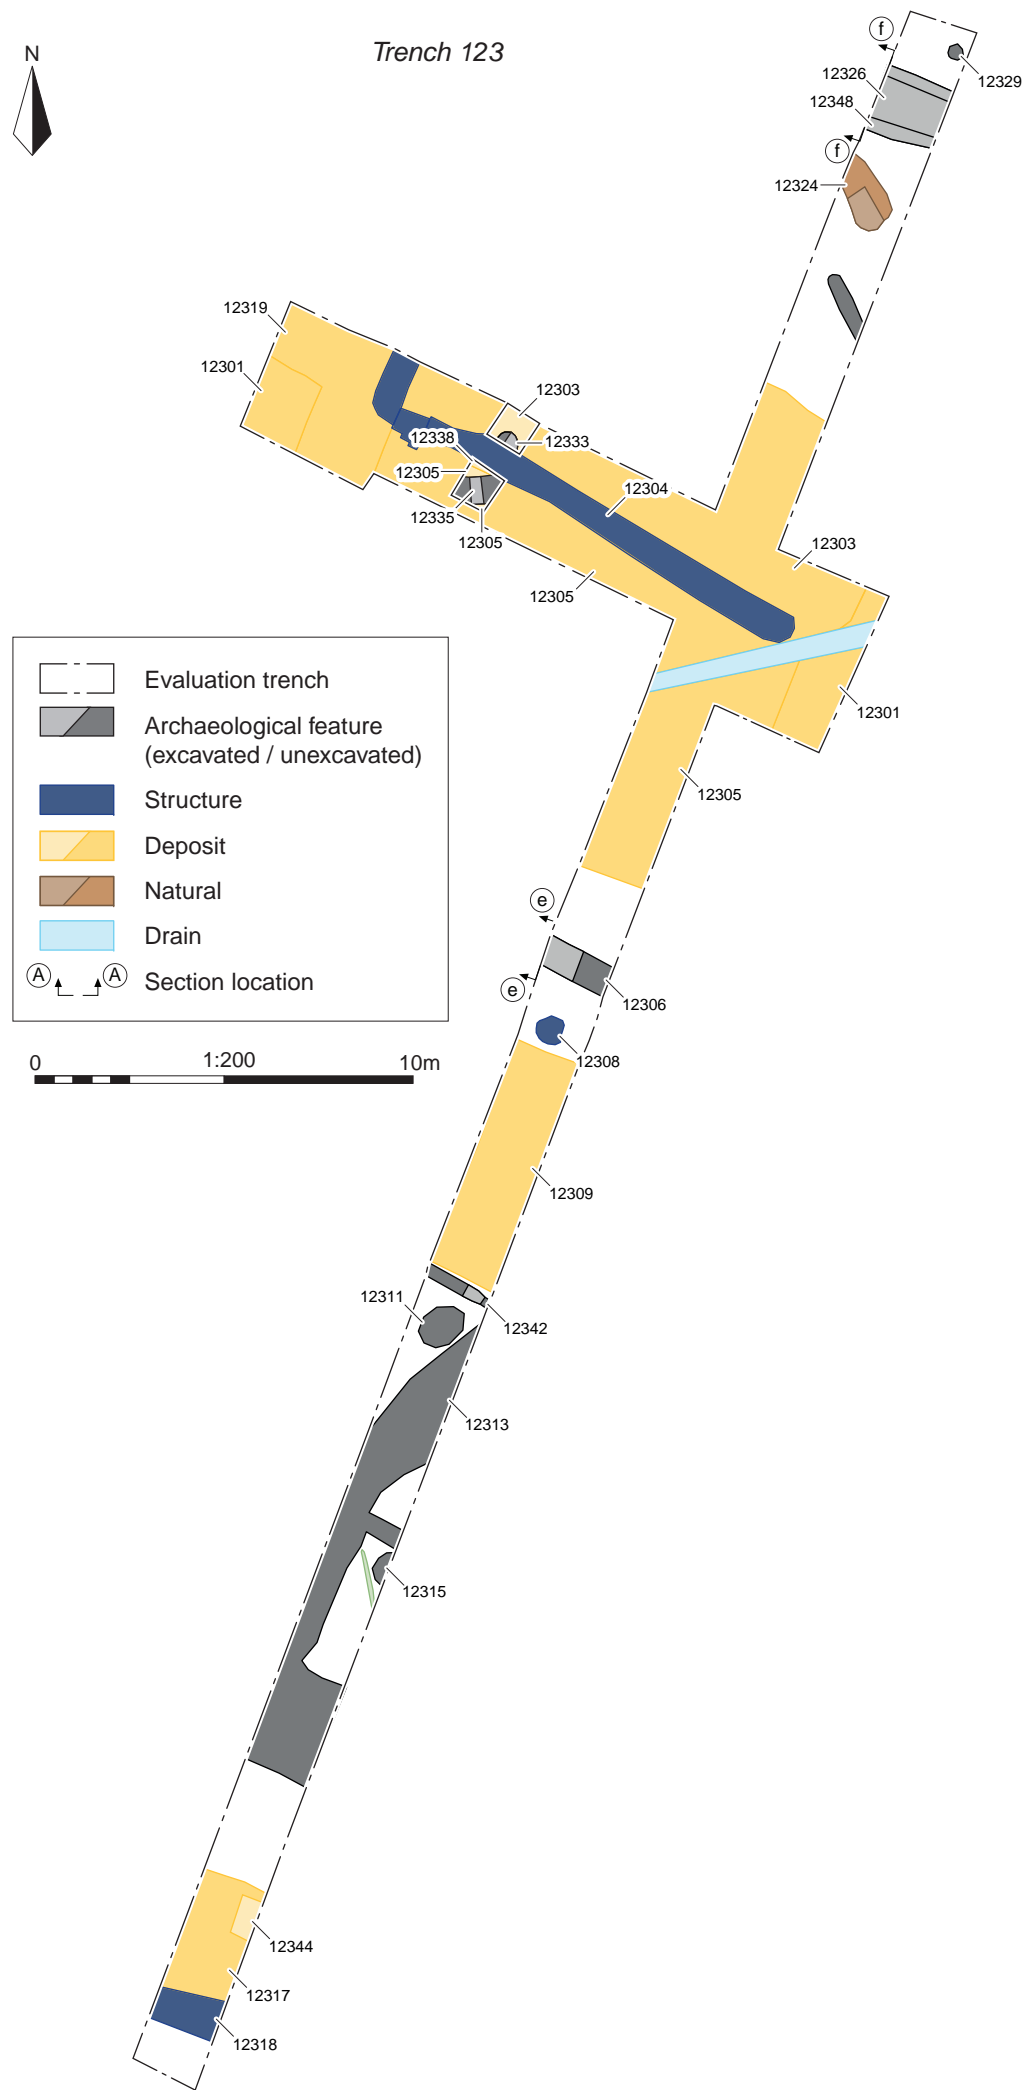 Trench 123
N
f
12329
12326
12348
f
12324
12319
12301
12303
12333
12338
12305
12304
12335
12305
12303
12305
12301
12305
Evaluation trench
Archaeological feature
(excavated / unexcavated)
Structure
Deposit
Natural
Drain
A A Section location
0 1:200 10m
e
e
12306
12308
12309
12311
12342
12313
12315
12344
12317
12318